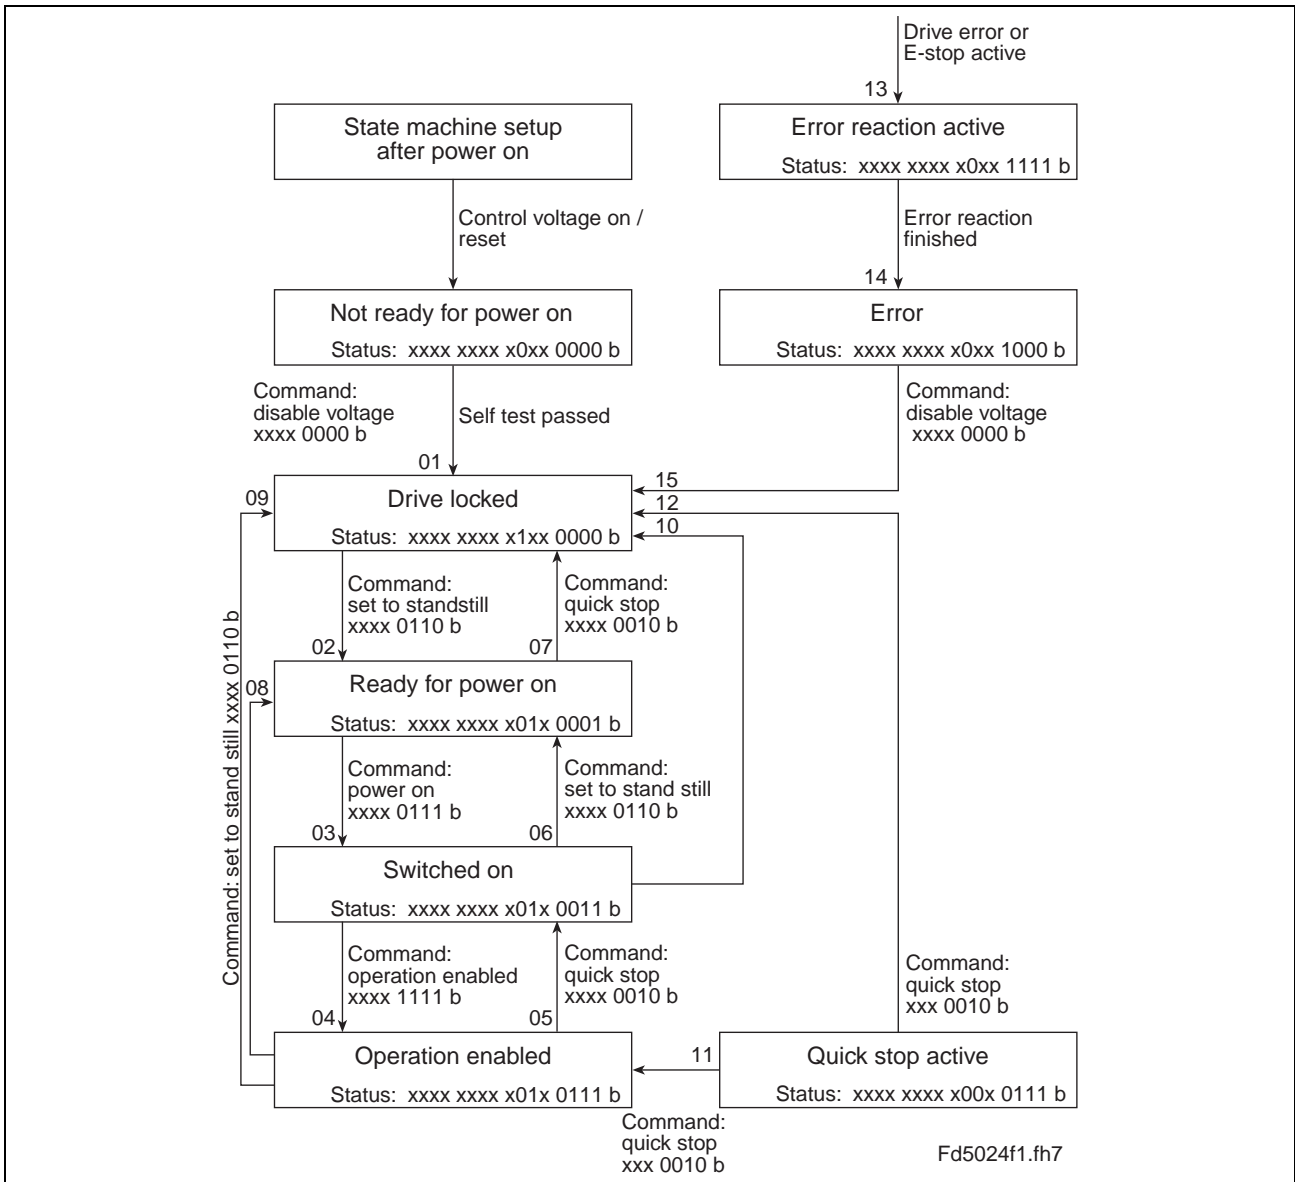 Drive error or
E-stop active
13
State machine setup
after power on
Error reaction active
Status: xxxx xxxx x0xx 1111 b
Control voltage on /
reset
Error reaction
finished
14
Not ready for power on
Status: xxxx xxxx x0xx 0000 b
Error
Status: xxxx xxxx x0xx 1000 b
Command:
disable voltage
xxxx 0000 b
Self test passed
Command:
disable voltage
xxxx 0000 b
01
09
Drive locked
Status: xxxx xxxx x1xx 0000 b
15
12
10
Command:
set to standstill
xxxx 0110 b
Command:
quick stop
xxxx 0010 b
02
07
Command: set to stand still xxxx 0110 b
08
Ready for power on
Status: xxxx xxxx x01x 0001 b
Command:
power on
xxxx 0111 b
Command:
set to stand still
xxxx 0110 b
03
06
Switched on
Status: xxxx xxxx x01x 0011 b
Command:
operation enabled
xxxx 1111 b
Command:
quick stop
xxxx 0010 b
Command:
quick stop
xxx 0010 b
04
05
Operation enabled
Status: xxxx xxxx x01x 0111 b
11
Quick stop active
Status: xxxx xxxx x00x 0111 b
Command:
quick stop
xxx 0010 b
Fd5024f1.fh7